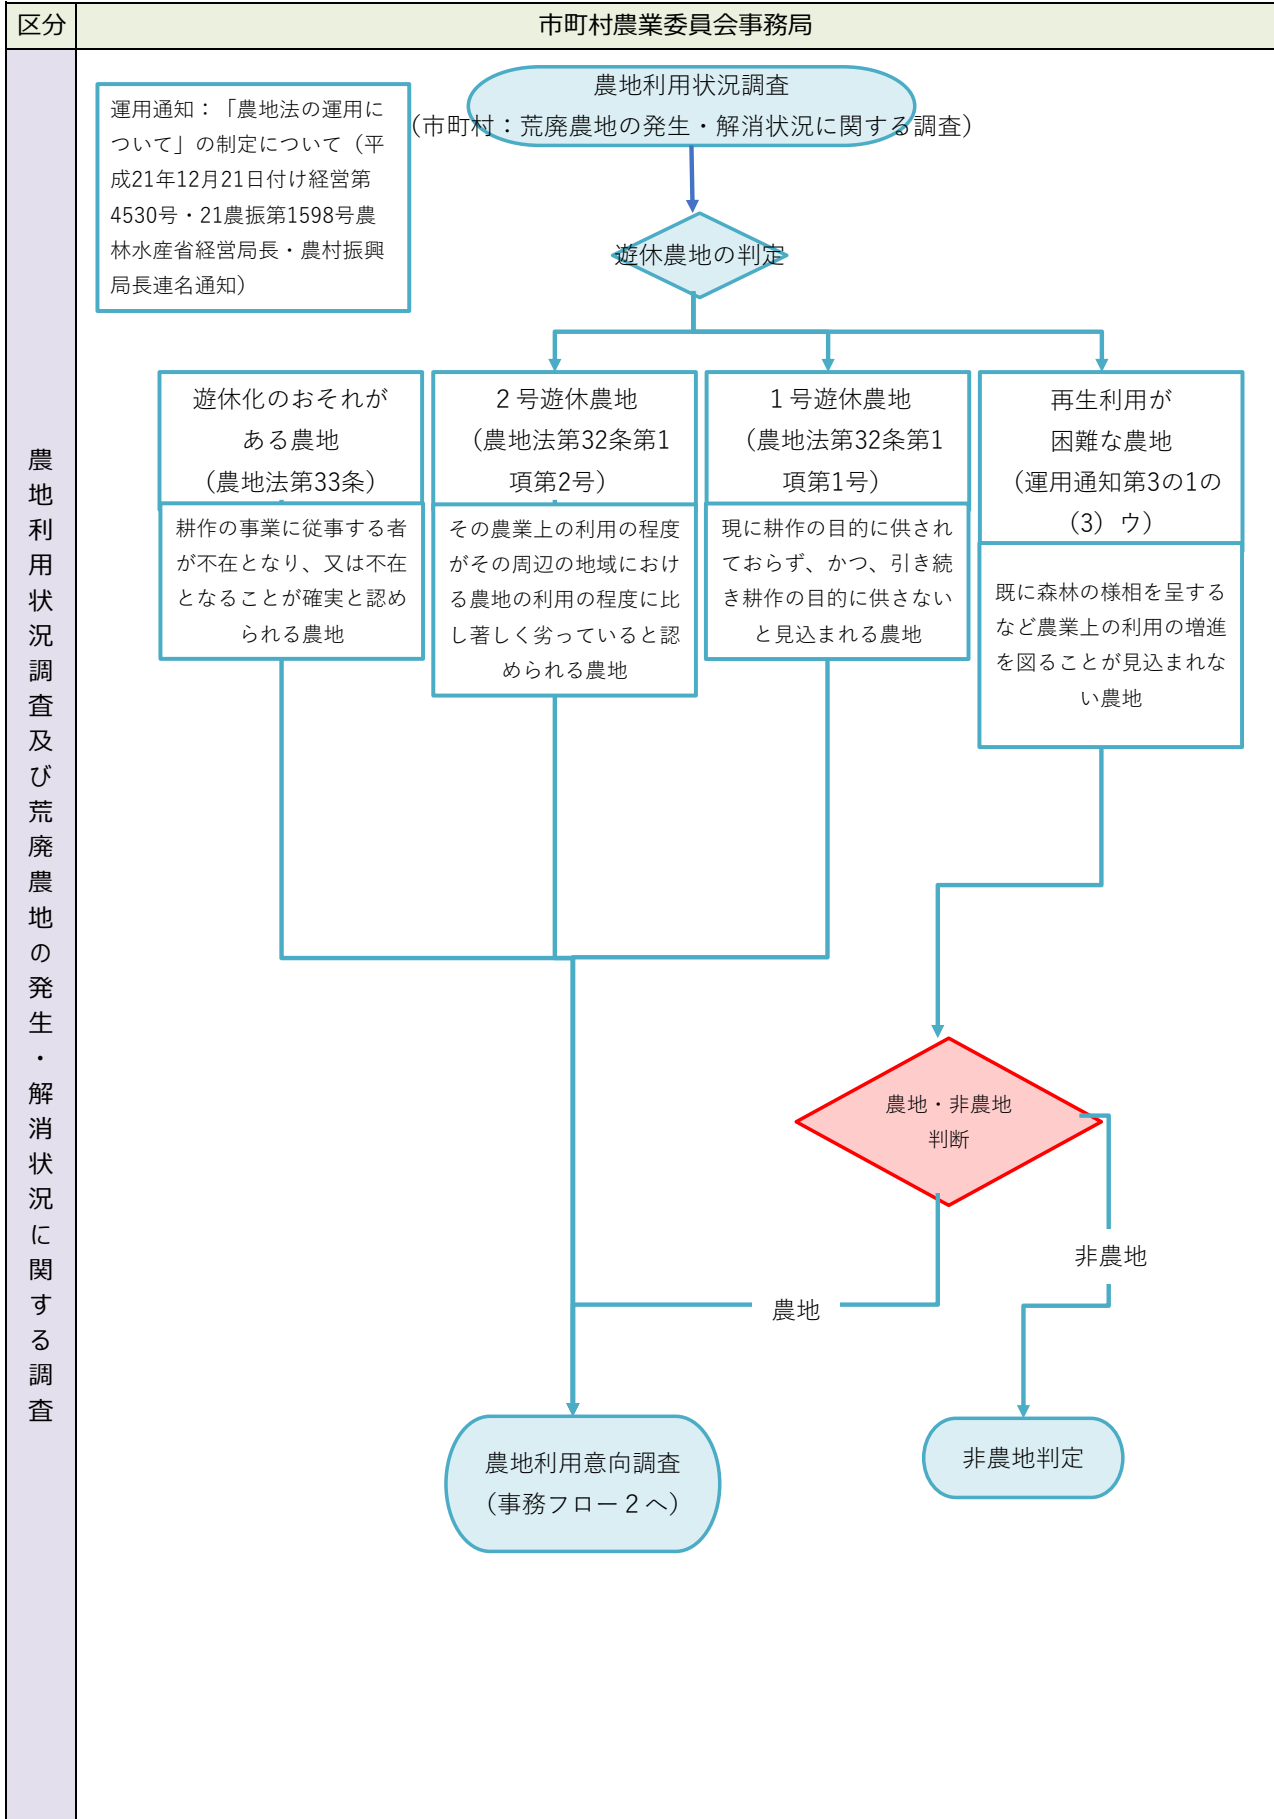 区分
市町村農業委員会事務局
農地利用状況調査及び荒廃農地の発生・解消状況に関する調査
運用通知：「農地法の運用に
ついて」の制定について（平
成21年12月21日付け経営第
4530号・21農振第1598号農
林水産省経営局長・農村振興
局長連名通知）
農地利用状況調査
（市町村：荒廃農地の発生・解消状況に関する調査）
遊休農地の判定
遊休化のおそれが
ある農地
（農地法第33条）
耕作の事業に従事する者
が不在となり、又は不在
となることが確実と認め
られる農地
２号遊休農地
（農地法第32条第1
項第2号）
その農業上の利用の程度
がその周辺の地域におけ
る農地の利用の程度に比
し著しく劣っていると認
められる農地
１号遊休農地
（農地法第32条第1
項第1号）
現に耕作の目的に供され
ておらず、かつ、引き続
き耕作の目的に供さない
と見込まれる農地
再生利用が
困難な農地
（運用通知第3の1の
（3）ウ）
既に森林の様相を呈する
など農業上の利用の増進
を図ることが見込まれな
い農地
農地・非農地
判断
非農地
農地
農地利用意向調査
（事務フロー２へ）
非農地判定